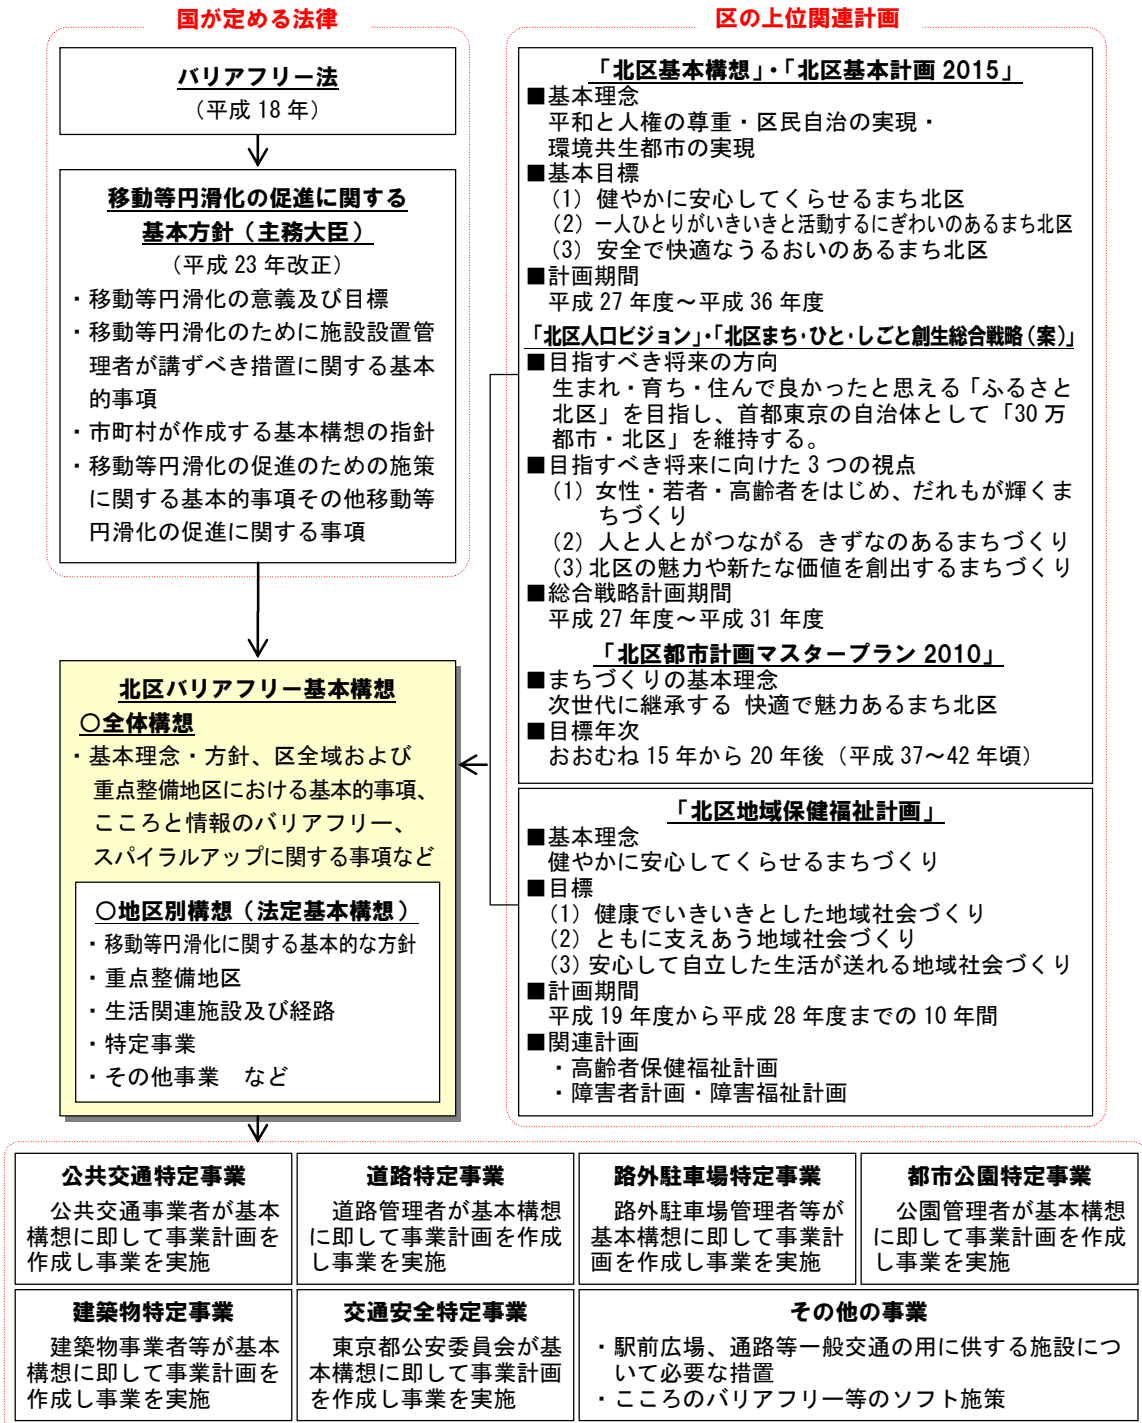 国が定める法律
バリアフリー法
（平成 18 年）
移動等円滑化の促進に関する
基本方針（主務大臣）
（平成 23 年改正）
・移動等円滑化の意義及び目標
・移動等円滑化のために施設設置管
理者が講ずべき措置に関する基本
的事項
・市町村が作成する基本構想の指針
・移動等円滑化の促進のための施策
に関する基本的事項その他移動等
円滑化の促進に関する事項
区の上位関連計画
「北区基本構想」・「北区基本計画 2015」
■基本理念
平和と人権の尊重・区民自治の実現・
環境共生都市の実現
■基本目標
（1）健やかに安心してくらせるまち北区
（2）一人ひとりがいきいきと活動するにぎわいのあるまち北区
（3）安全で快適なうるおいのあるまち北区
■計画期間
平成 27 年度～平成 36 年度
「北区人口ビジョン」・「北区まち・ひと・しごと創生総合戦略（案）」
■目指すべき将来の方向
生まれ・育ち・住んで良かったと思える「ふるさと
北区」を目指し、首都東京の自治体として「30 万
都市・北区」を維持する。
■目指すべき将来に向けた 3 つの視点
（1）女性・若者・高齢者をはじめ、だれもが輝くま
ちづくり
（2）人と人とがつながる きずなのあるまちづくり
（3）北区の魅力や新たな価値を創出するまちづくり
■総合戦略計画期間
平成 27 年度～平成 31 年度
「北区都市計画マスタープラン 2010」
■まちづくりの基本理念
次世代に継承する 快適で魅力あるまち北区
■目標年次
おおむね 15 年から 20 年後（平成 37～42 年頃）
「北区地域保健福祉計画」
■基本理念
健やかに安心してくらせるまちづくり
■目標
（1）健康でいきいきとした地域社会づくり
（2）ともに支えあう地域社会づくり
（3）安心して自立した生活が送れる地域社会づくり
■計画期間
平成 19 年度から平成 28 年度までの 10 年間
■関連計画
・高齢者保健福祉計画
・障害者計画・障害福祉計画
北区バリアフリー基本構想
○全体構想
・基本理念・方針、区全域および
重点整備地区における基本的事項、
こころと情報のバリアフリー、
スパイラルアップに関する事項など
○地区別構想（法定基本構想）
・移動等円滑化に関する基本的な方針
・重点整備地区
・生活関連施設及び経路
・特定事業
・その他事業　など
公共交通特定事業
公共交通事業者が基本
構想に即して事業計画を
作成し事業を実施
道路特定事業
道路管理者が基本構想
に即して事業計画を作成
し事業を実施
路外駐車場特定事業
路外駐車場管理者等が
基本構想に即して事業計
画を作成し事業を実施
都市公園特定事業
公園管理者が基本構想
に即して事業計画を作成
し事業を実施
建築物特定事業
建築物事業者等が基本
構想に即して事業計画を
作成し事業を実施
交通安全特定事業
東京都公安委員会が基
本構想に即して事業計画
を作成し事業を実施
その他の事業
・駅前広場、通路等一般交通の用に供する施設につ
いて必要な措置
・こころのバリアフリー等のソフト施策